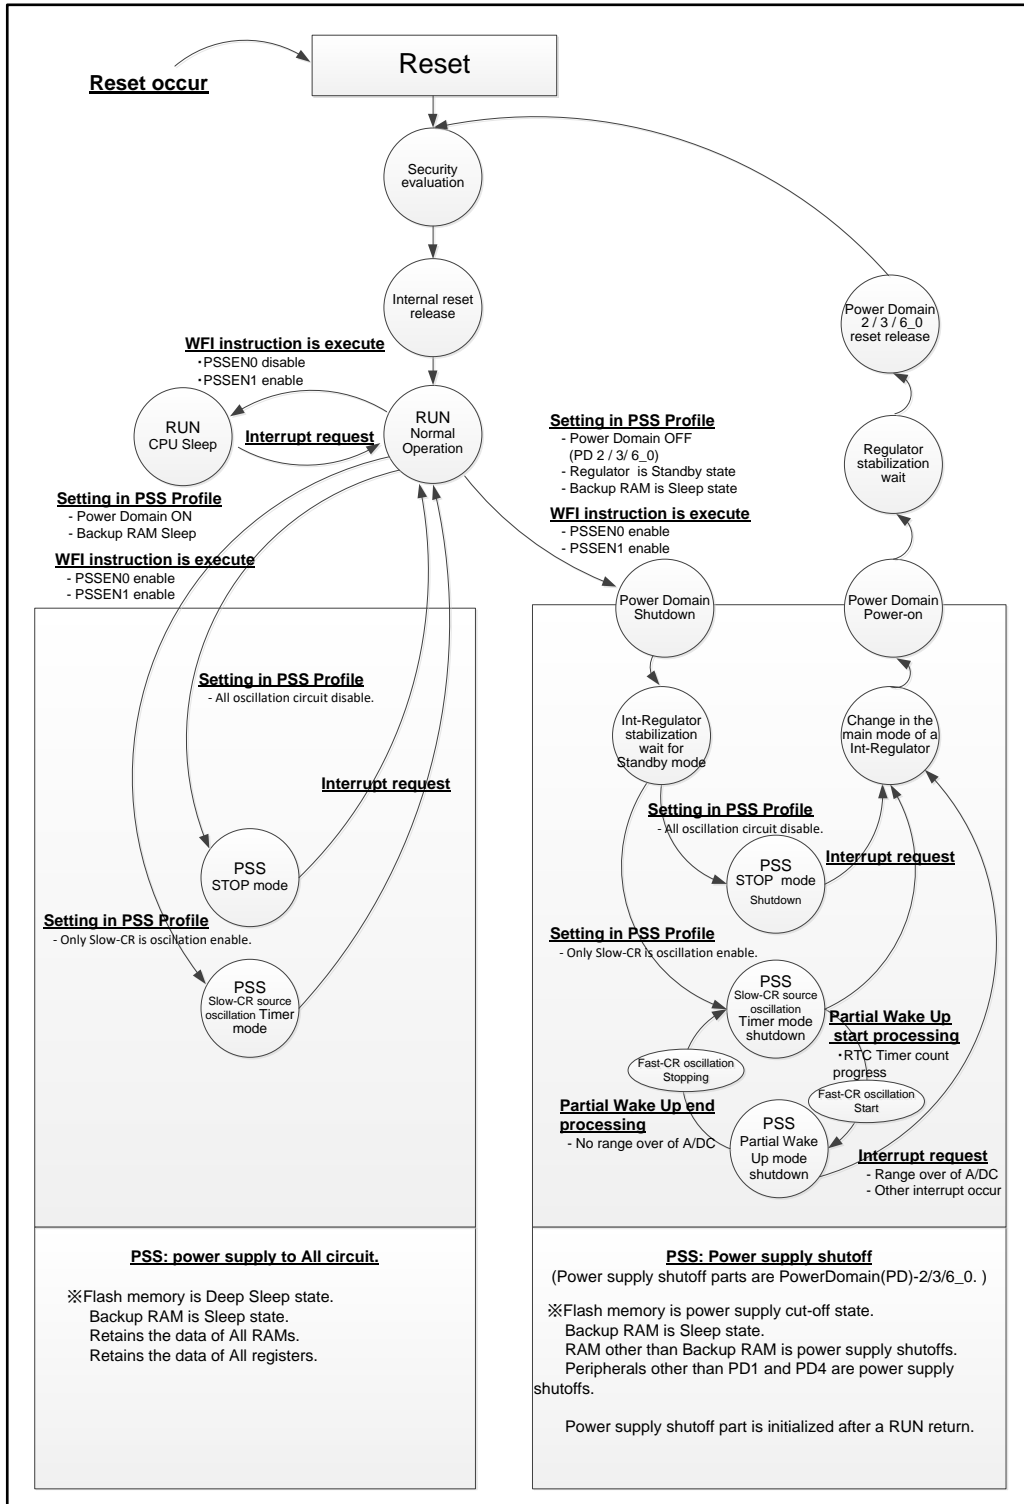 Reset occur
Reset
Security
evaluation
Internal reset
release
Power Domain
2 / 3 / 6_0
reset release
WFI instruction is execute
・PSSEN0 disable
・PSSEN1 enable
RUN
CPU Sleep
Interrupt request
RUN
Normal
Operation
Setting in PSS Profile
- Power Domain OFF
(PD 2 / 3/ 6_0)
- Regulator  is Standby state
- Backup RAM is Sleep state
Regulator
stabilization
wait
Setting in PSS Profile
- Power Domain ON
- Backup RAM Sleep
WFI instruction is execute
- PSSEN0 enable
- PSSEN1 enable
WFI instruction is execute
- PSSEN0 enable
- PSSEN1 enable
Power Domain
Shutdown
Power Domain
Power-on
Setting in PSS Profile
- All oscillation circuit disable.
Int-Regulator
stabilization
wait for
Standby mode
Change in the
main mode of a
Int-Regulator
Interrupt request
Setting in PSS Profile
- All oscillation circuit disable.
PSS
STOP mode
PSS
STOP  mode
Shutdown
Interrupt request
Setting in PSS Profile
- Only Slow-CR is oscillation enable.
Setting in PSS Profile
- Only Slow-CR is oscillation enable.
PSS
Slow-CR source
oscillation Timer
mode
PSS
Slow-CR source
oscillation
Timer mode
shutdown
Partial Wake Up
start processing
・RTC Timer count
progress
Fast-CR oscillation
Stopping
Fast-CR oscillation
Start
Partial Wake Up end
processing
- No range over of A/DC
PSS
Partial Wake
Up mode
shutdown
Interrupt request
- Range over of A/DC
- Other interrupt occur
PSS: power supply to All circuit.
※Flash memory is Deep Sleep state.
Backup RAM is Sleep state.
Retains the data of All RAMs.
Retains the data of All registers.
PSS: Power supply shutoff
(Power supply shutoff parts are PowerDomain(PD)-2/3/6_0. )
※Flash memory is power supply cut-off state.
Backup RAM is Sleep state.
RAM other than Backup RAM is power supply shutoffs.
Peripherals other than PD1 and PD4 are power supply
shutoffs.
Power supply shutoff part is initialized after a RUN return.